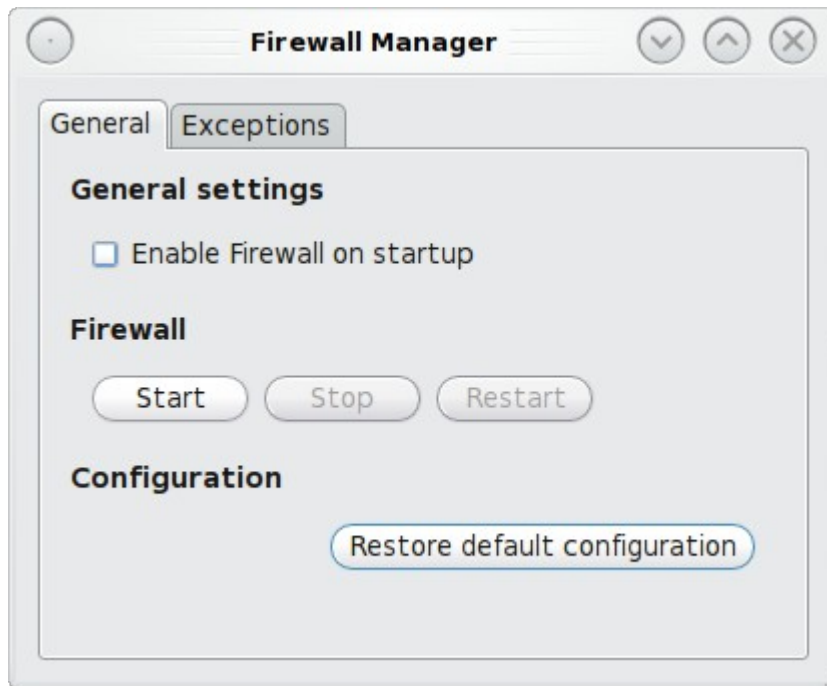 Firewall Manager
General Exceptions
General settings
Enable Firewall on startup
Firewall
Start Stop Restart
Configuration
Restore default configuration